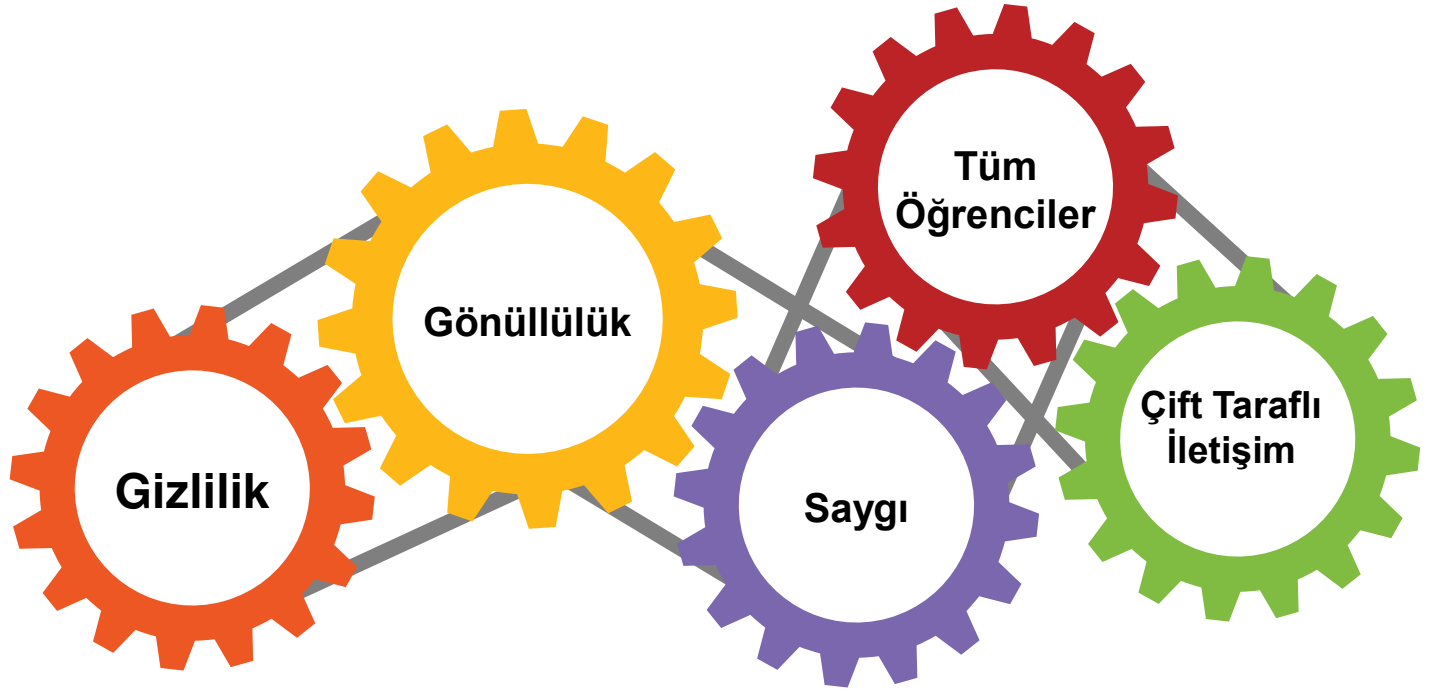 Gizlilik
Gönüllülük
Saygı
Tüm
Öğrenciler
Çift Taraflı
İletişim